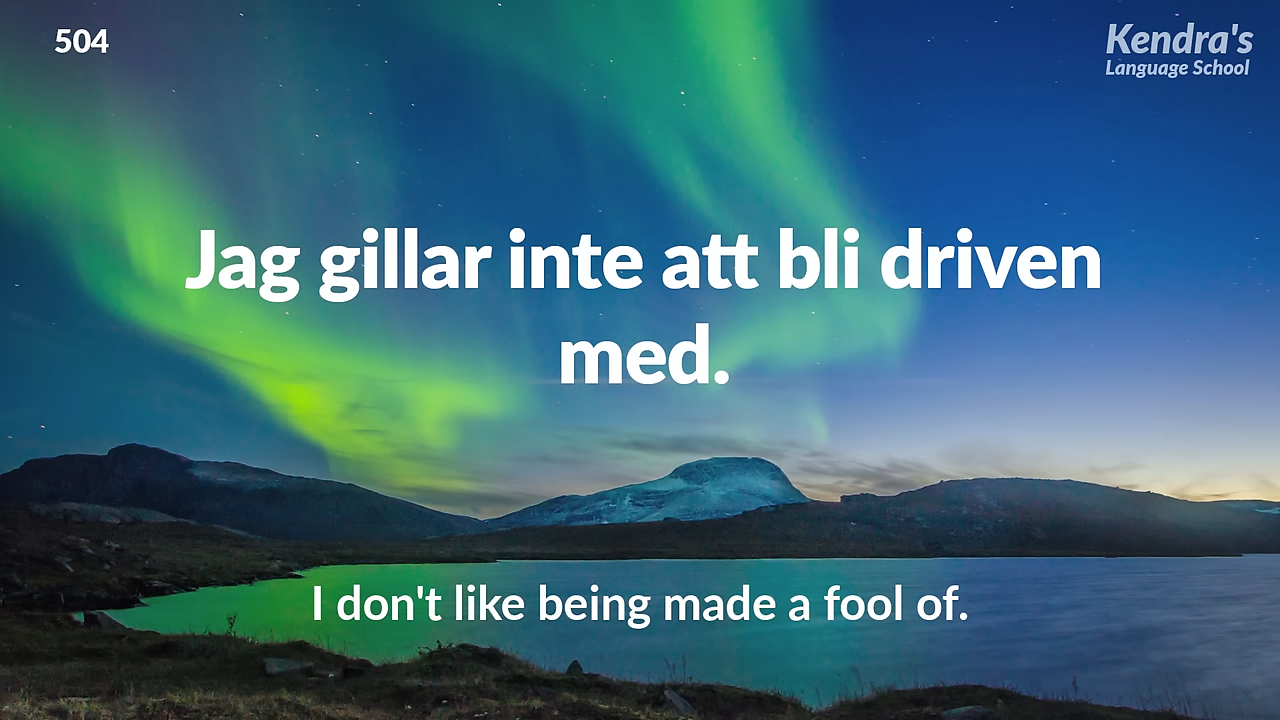 504
Kendra's
Language School
Jag gillar inte att bli driven
med.
I don't like being made a fool of.